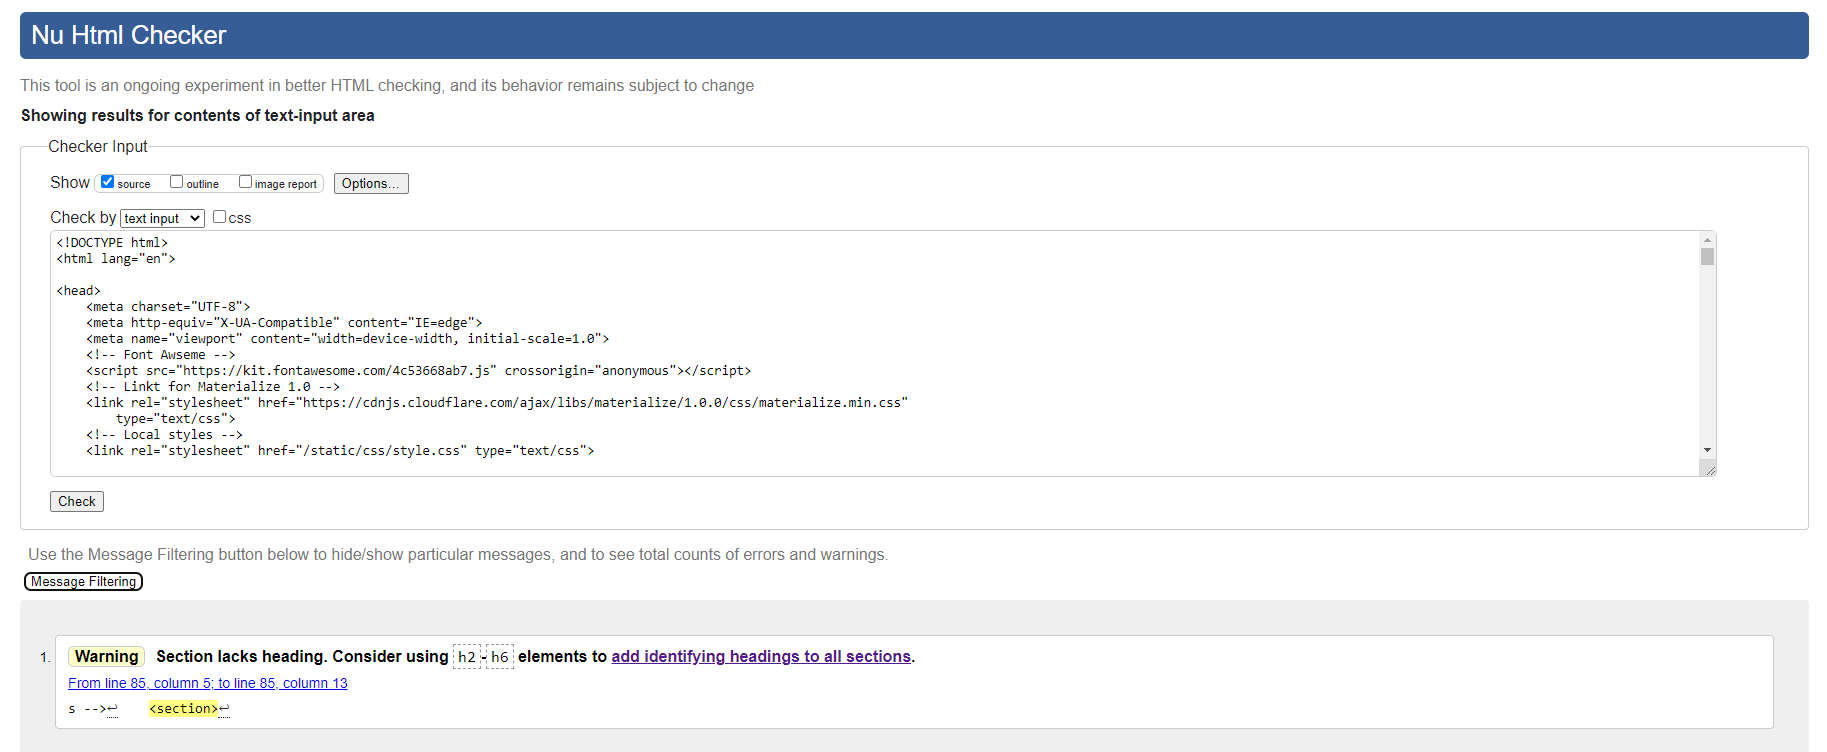 Nu Html Checker
This tool is an ongoing experiment in better HTML checking, and its behavior remains subject to change
Showing results for contents of text-input area
Checker Input
Show source outline image report Options...
Check by text input css
<!DOCTYPE html>
<html lang="en">
<head>
    <meta charset="UTF-8">
    <meta http-equiv="X-UA-Compatible" content="IE=edge">
    <meta name="viewport" content="width=device-width, initial-scale=1.0">
    <!-- Font Awseme -->
    <script src="https://kit.fontawesome.com/4c53668ab7.js" crossorigin="anonymous"></script>
    <!-- Linkt for Materialize 1.0 -->
    <link rel="stylesheet" href="https://cdnjs.cloudflare.com/ajax/libs/materialize/1.0.0/css/materialize.min.css"
        type="text/css">
    <!-- Local styles -->
    <link rel="stylesheet" href="/static/css/style.css" type="text/css">
Check
Use the Message Filtering button below to hide/show particular messages, and to see total counts of errors and warnings.
Message Filtering
1. Warning Section lacks heading. Consider using h2-h6 elements to add identifying headings to all sections.
From line 85, column 5; to line 85, column 13
s -->↩    <section>↩